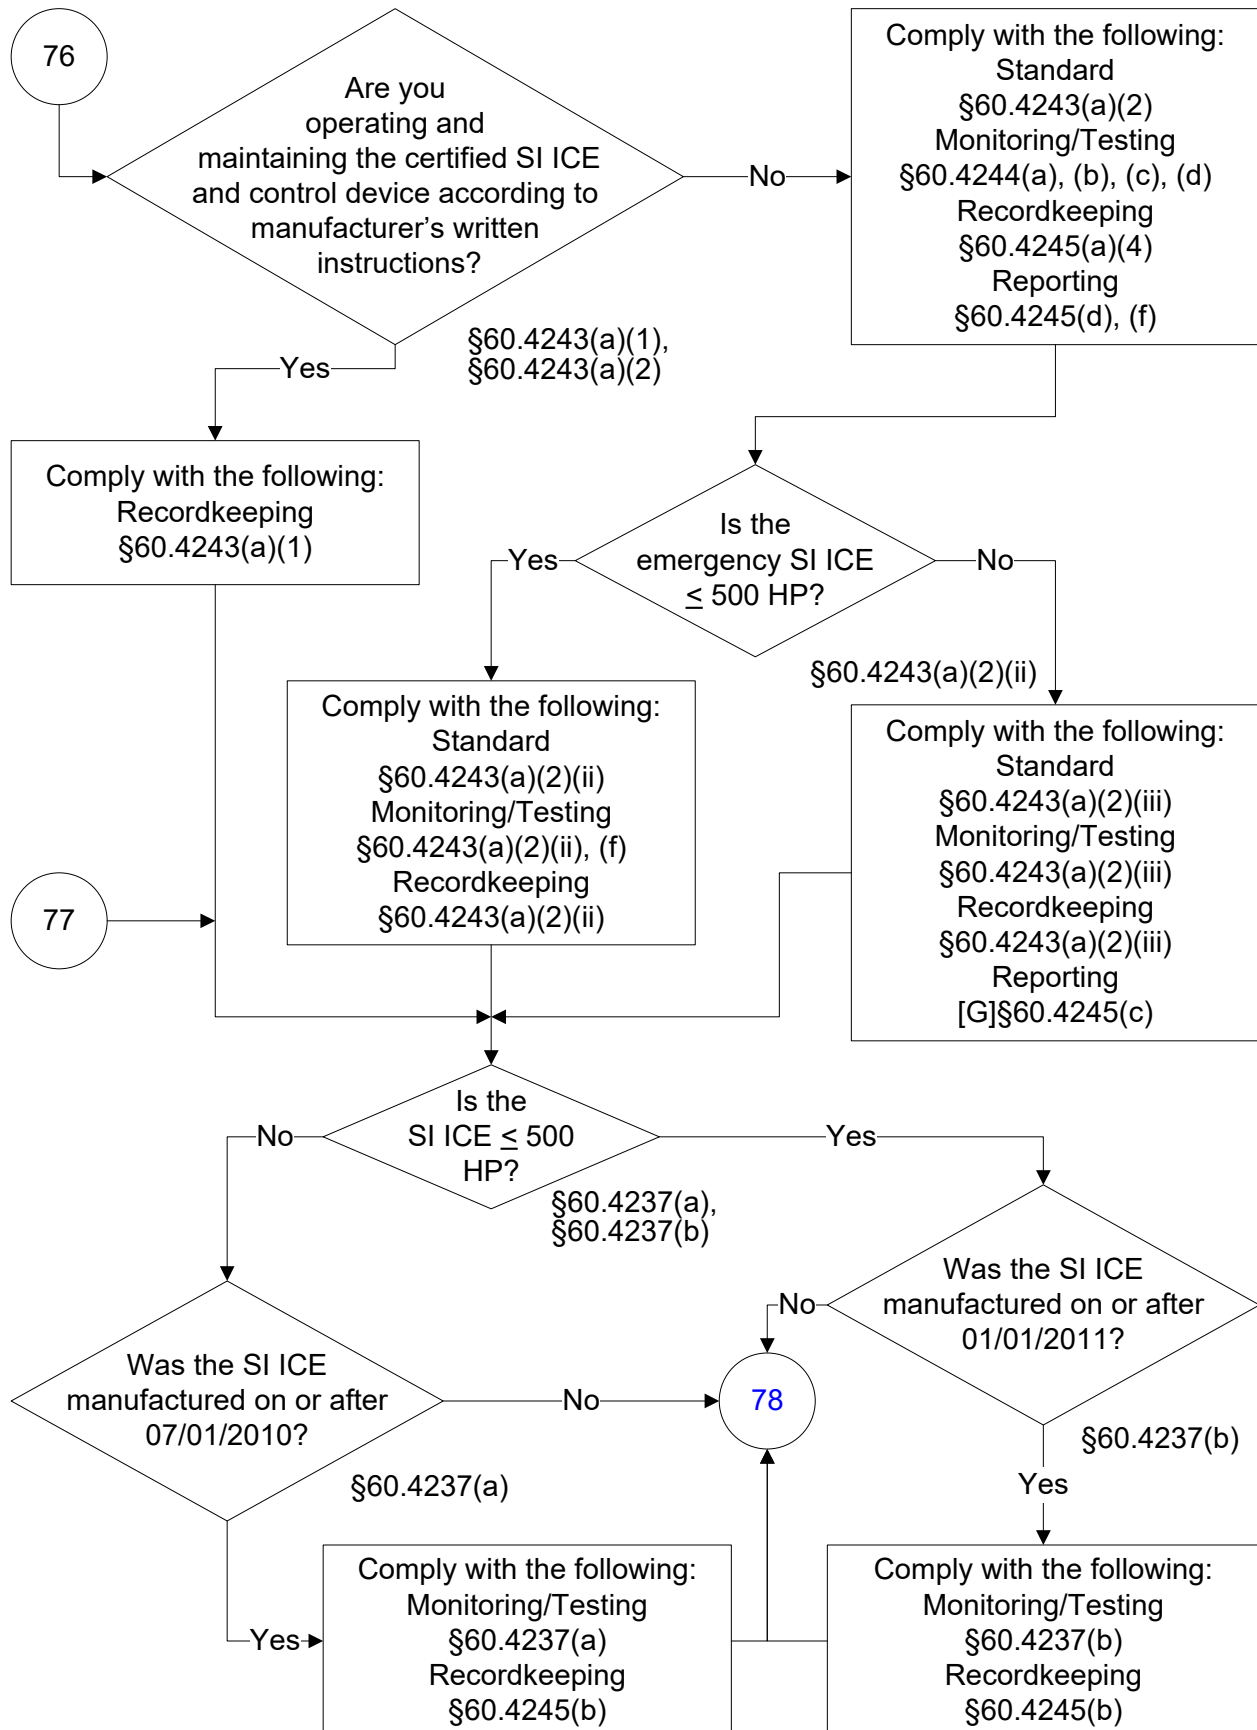 76
Are you
operating and
maintaining the certified SI ICE
and control device according to
manufacturer’s written
instructions?
No
Comply with the following:
Standard
§60.4243(a)(2)
Monitoring/Testing
§60.4244(a), (b), (c), (d)
Recordkeeping
§60.4245(a)(4)
Reporting
§60.4245(d), (f)
§60.4243(a)(1),
§60.4243(a)(2)
Yes
Comply with the following:
Recordkeeping
§60.4243(a)(1)
Is the
emergency SI ICE
≤ 500 HP?
Yes
No
§60.4243(a)(2)(ii)
Comply with the following:
Standard
§60.4243(a)(2)(ii)
Monitoring/Testing
§60.4243(a)(2)(ii), (f)
Recordkeeping
§60.4243(a)(2)(ii)
Comply with the following:
Standard
§60.4243(a)(2)(iii)
Monitoring/Testing
§60.4243(a)(2)(iii)
Recordkeeping
§60.4243(a)(2)(iii)
Reporting
[G]§60.4245(c)
77
Is the
SI ICE ≤ 500
HP?
No
Yes
§60.4237(a),
§60.4237(b)
Was the SI ICE
manufactured on or after
01/01/2011?
No
§60.4237(b)
Yes
Was the SI ICE
manufactured on or after
07/01/2010?
No
78
§60.4237(a)
Yes
Comply with the following:
Monitoring/Testing
§60.4237(a)
Recordkeeping
§60.4245(b)
Comply with the following:
Monitoring/Testing
§60.4237(b)
Recordkeeping
§60.4245(b)